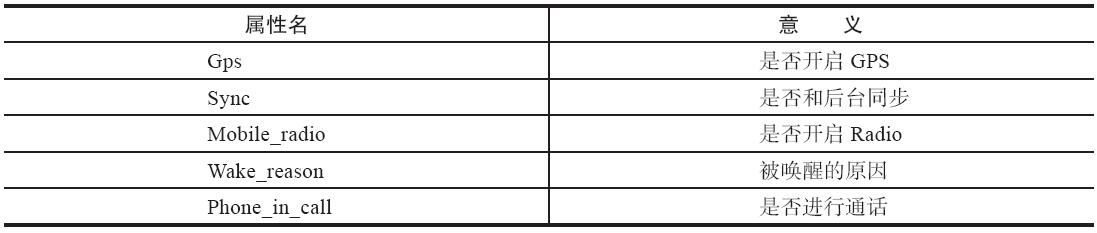 属性名 意 义
Gps 是否开启 GPS
Sync 是否和后台同步
Mobile_radio 是否开启 Radio
Wake_reason 被唤醒的原因
Phone_in_call 是否进行通话